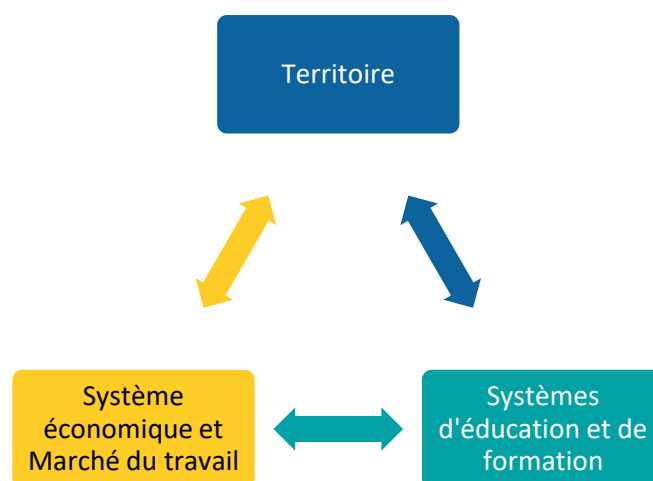 Territoire
Système
économique et
Marché du travail
Systèmes
d'éducation et de
formation